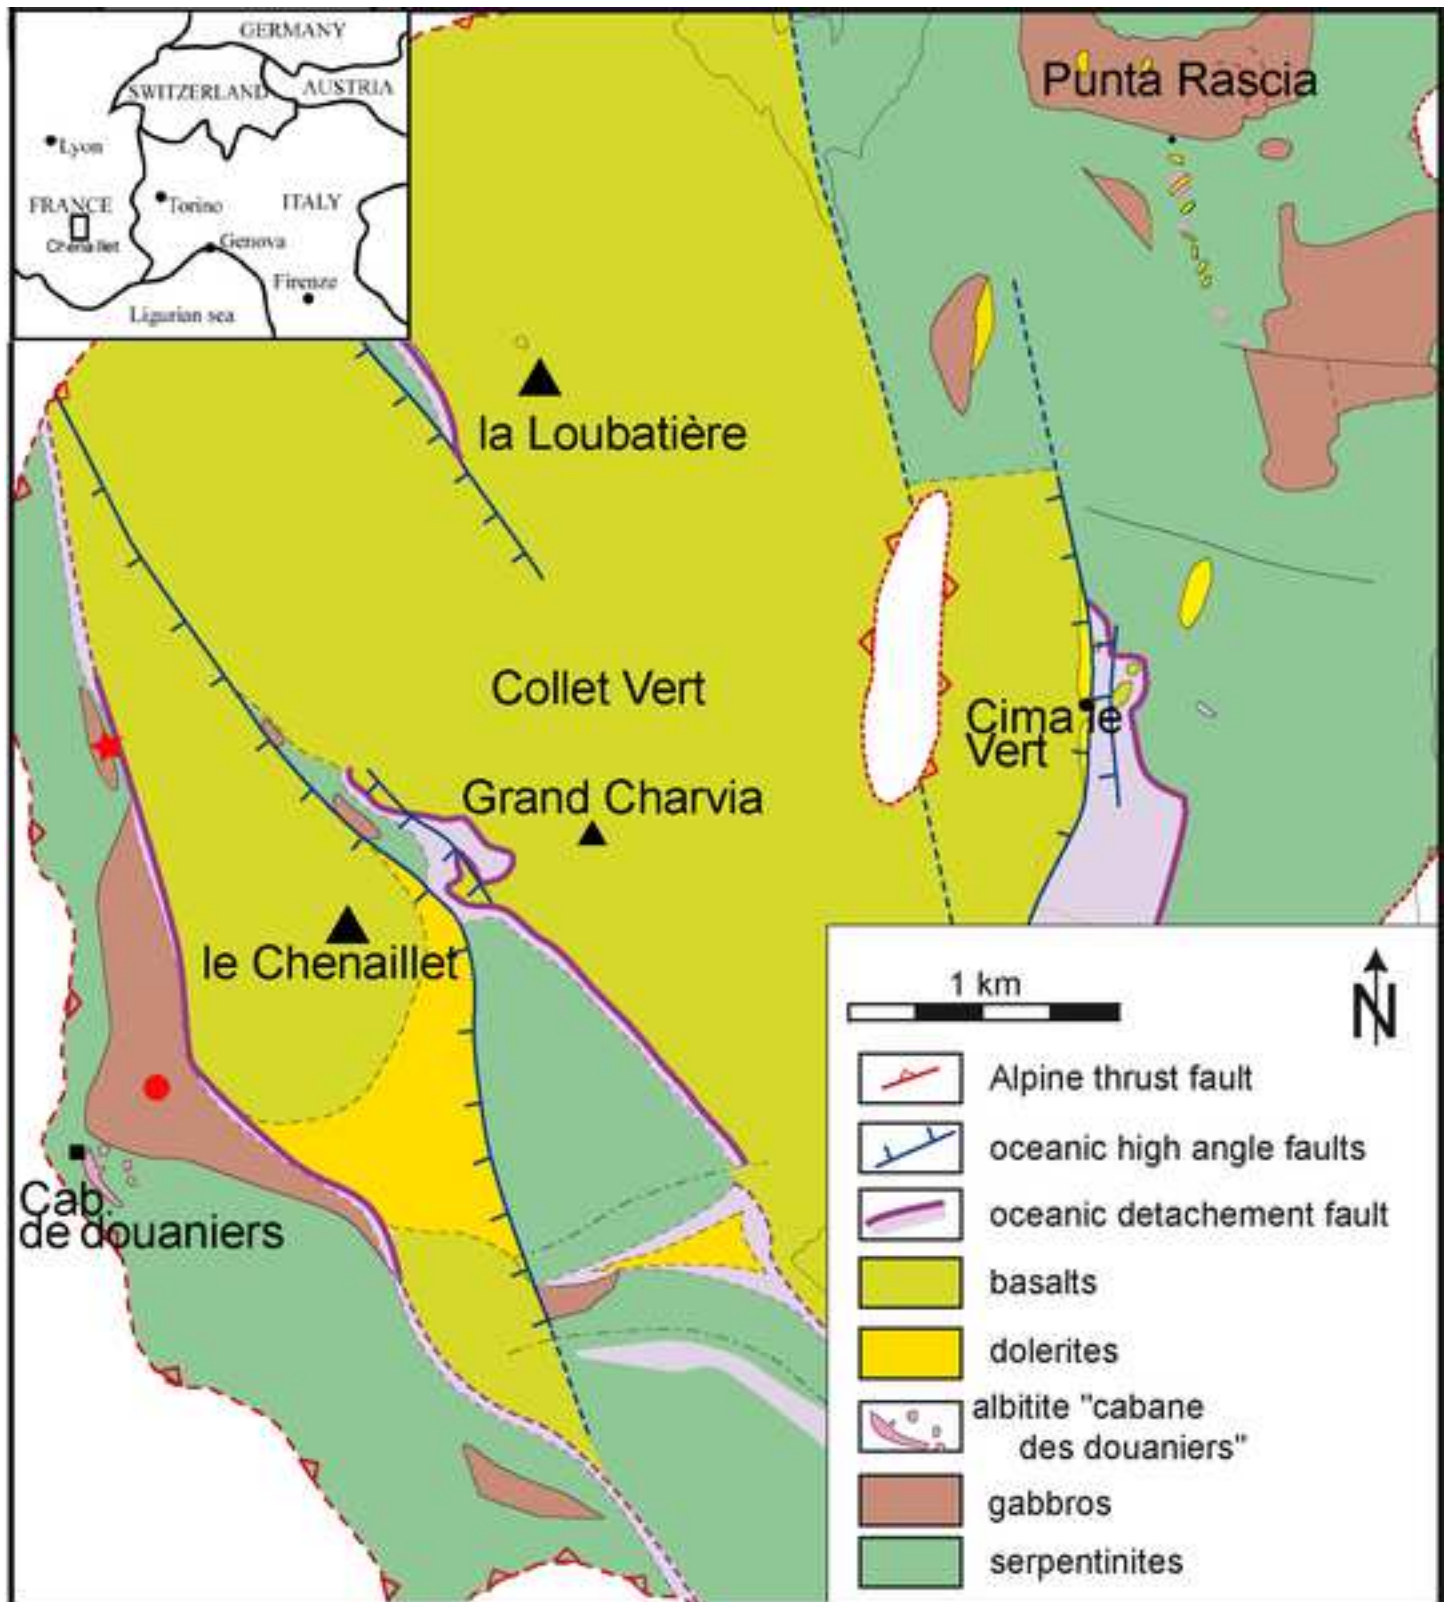 GERMANY
SWITZERLAND
AUSTRIA
Lyon
FRANCE
Torino
ITALY
Chenaillet
Genova
Firenze
Ligurian sea
Punta Rascia
la Loubatière
Collet Vert
Cima le
Vert
Grand Charvia
le Chenaillet
Cab.
de douaniers
1 km
N
Alpine thrust fault
oceanic high angle faults
oceanic detachement fault
basalts
dolerites
albitite "cabane
des douaniers"
gabbros
serpentinites